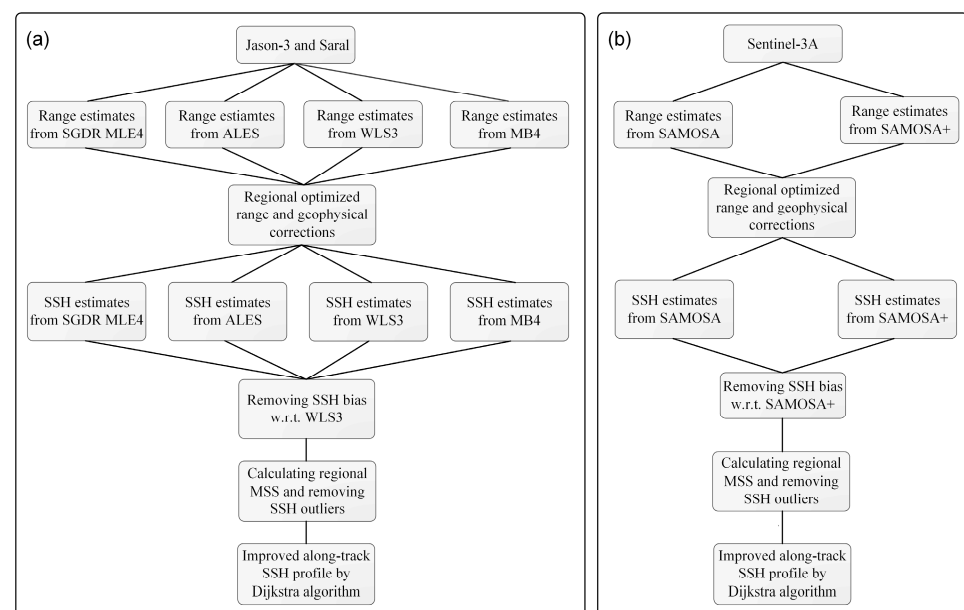 (a)
Jason-3 and Saral
Range estimates
from SGDR MLE4
Range estiamtes
from ALES
Range estimates
from WLS3
Range estimates
from MB4
Regional optimized
range and geophysical
corrections
SSH estimates
from SGDR MLE4
SSH estimates
from ALES
SSH estimates
from WLS3
SSH estimates
from MB4
Removing SSH bias
w.r.t. WLS3
Calculating regional
MSS and removing
SSH outliers
Improved along-track
SSH profile by
Dijkstra algorithm
(b)
Sentinel-3A
Range estimates
from SAMOSA
Range estimates
from SAMOSA+
Regional optimized
range and geophysical
corrections
SSH estimates
from SAMOSA
SSH estimates
from SAMOSA+
Removing SSH bias
w.r.t. SAMOSA+
Calculating regional
MSS and removing
SSH outliers
Improved along-track
SSH profile by
Dijkstra algorithm